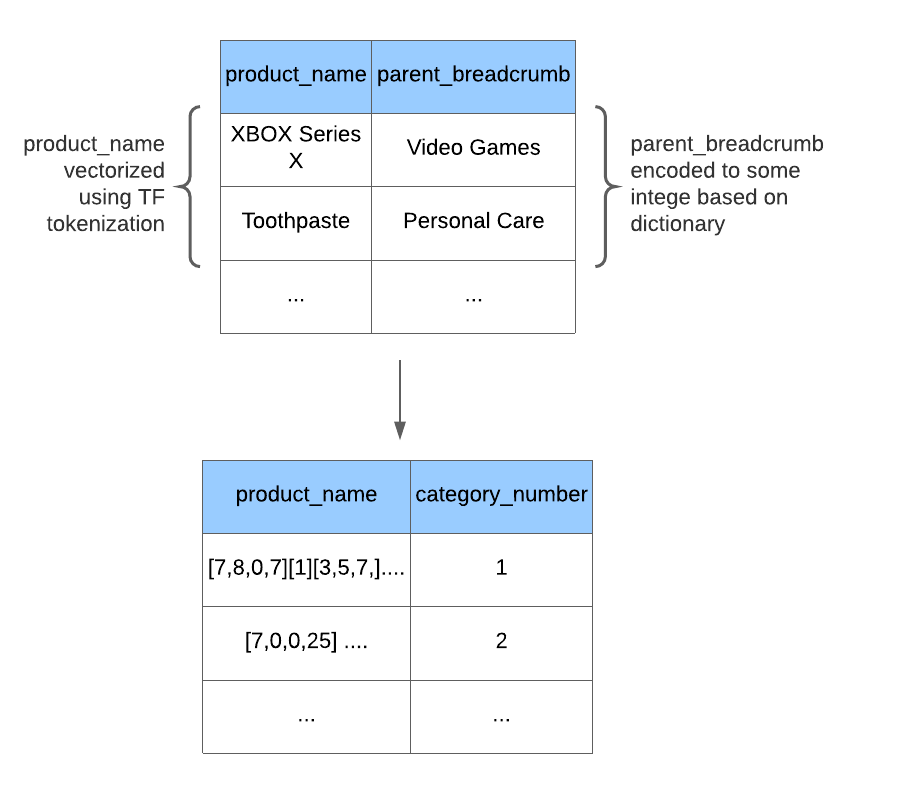 product_name parent_breadcrumb
product_name
vectorized
using TF
tokenization
XBOX Series
X
Video Games
Toothpaste
Personal Care
...
...
parent_breadcrumb
encoded to some
intege based on
dictionary
product_name category_number
[7,8,0,7][1][3,5,7,].... 1
[7,0,0,25] .... 2
... ...